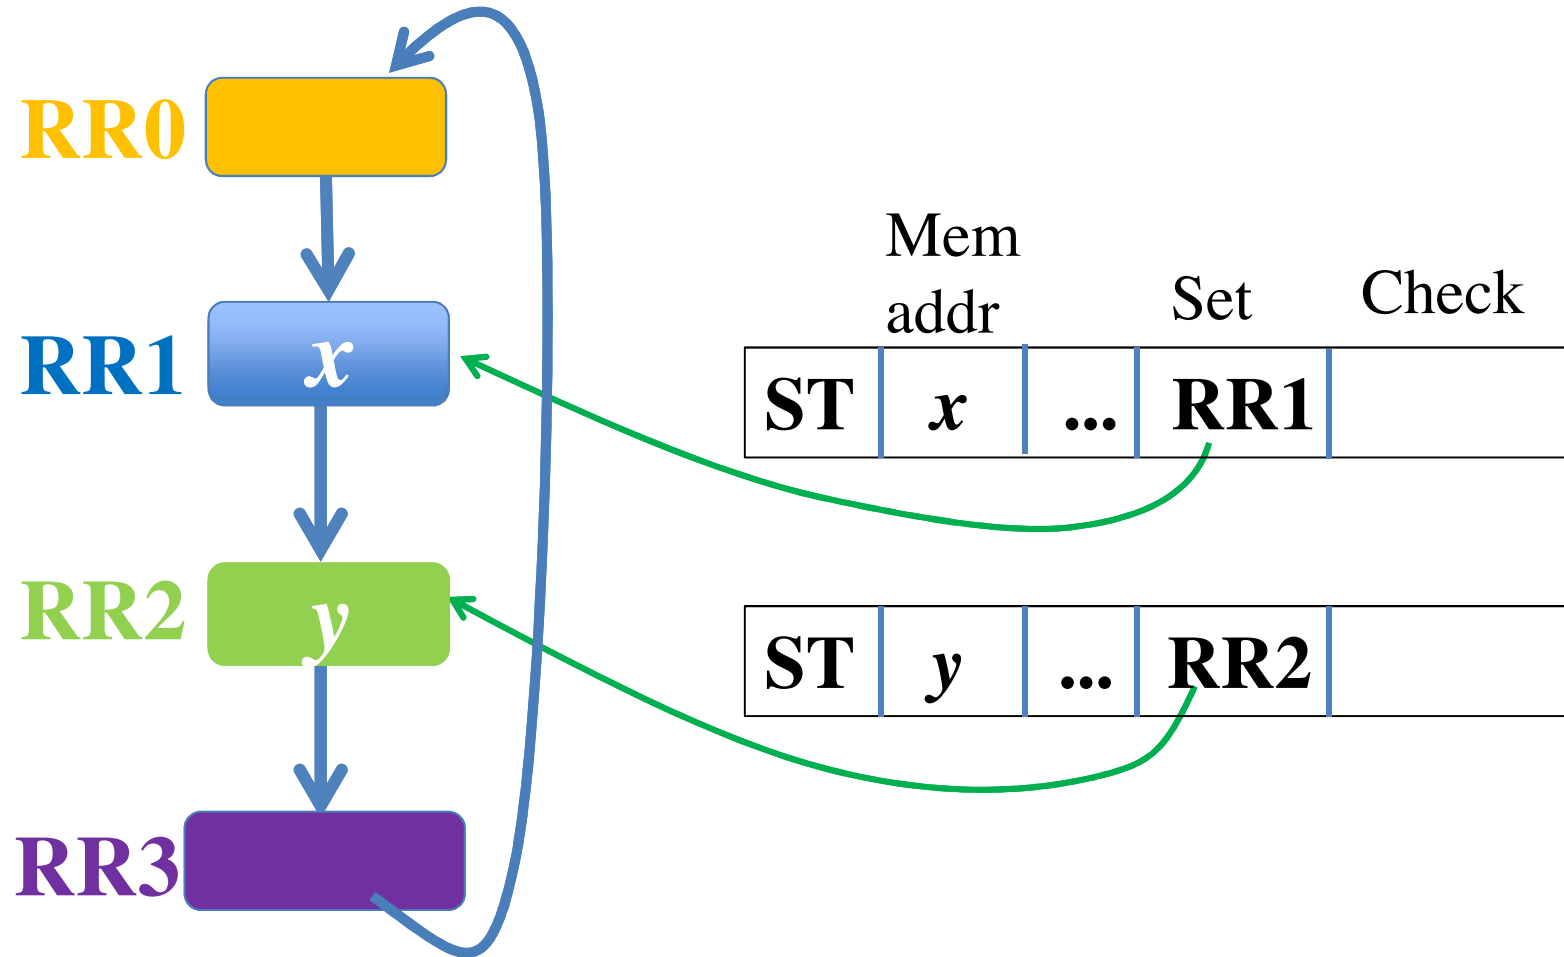 RR0
RR1
x
RR2
y
RR3
Mem
addr
Set
Check
ST x ... RR1
ST y ... RR2